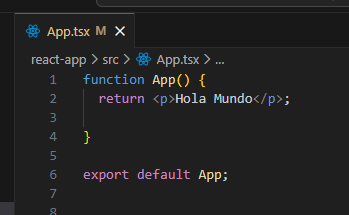 App.tsx M X
react-app > src > App.tsx > ...
1 function App() {
2 return <p>Hola Mundo</p>;
3
4 }
5
6 export default App;
7
8